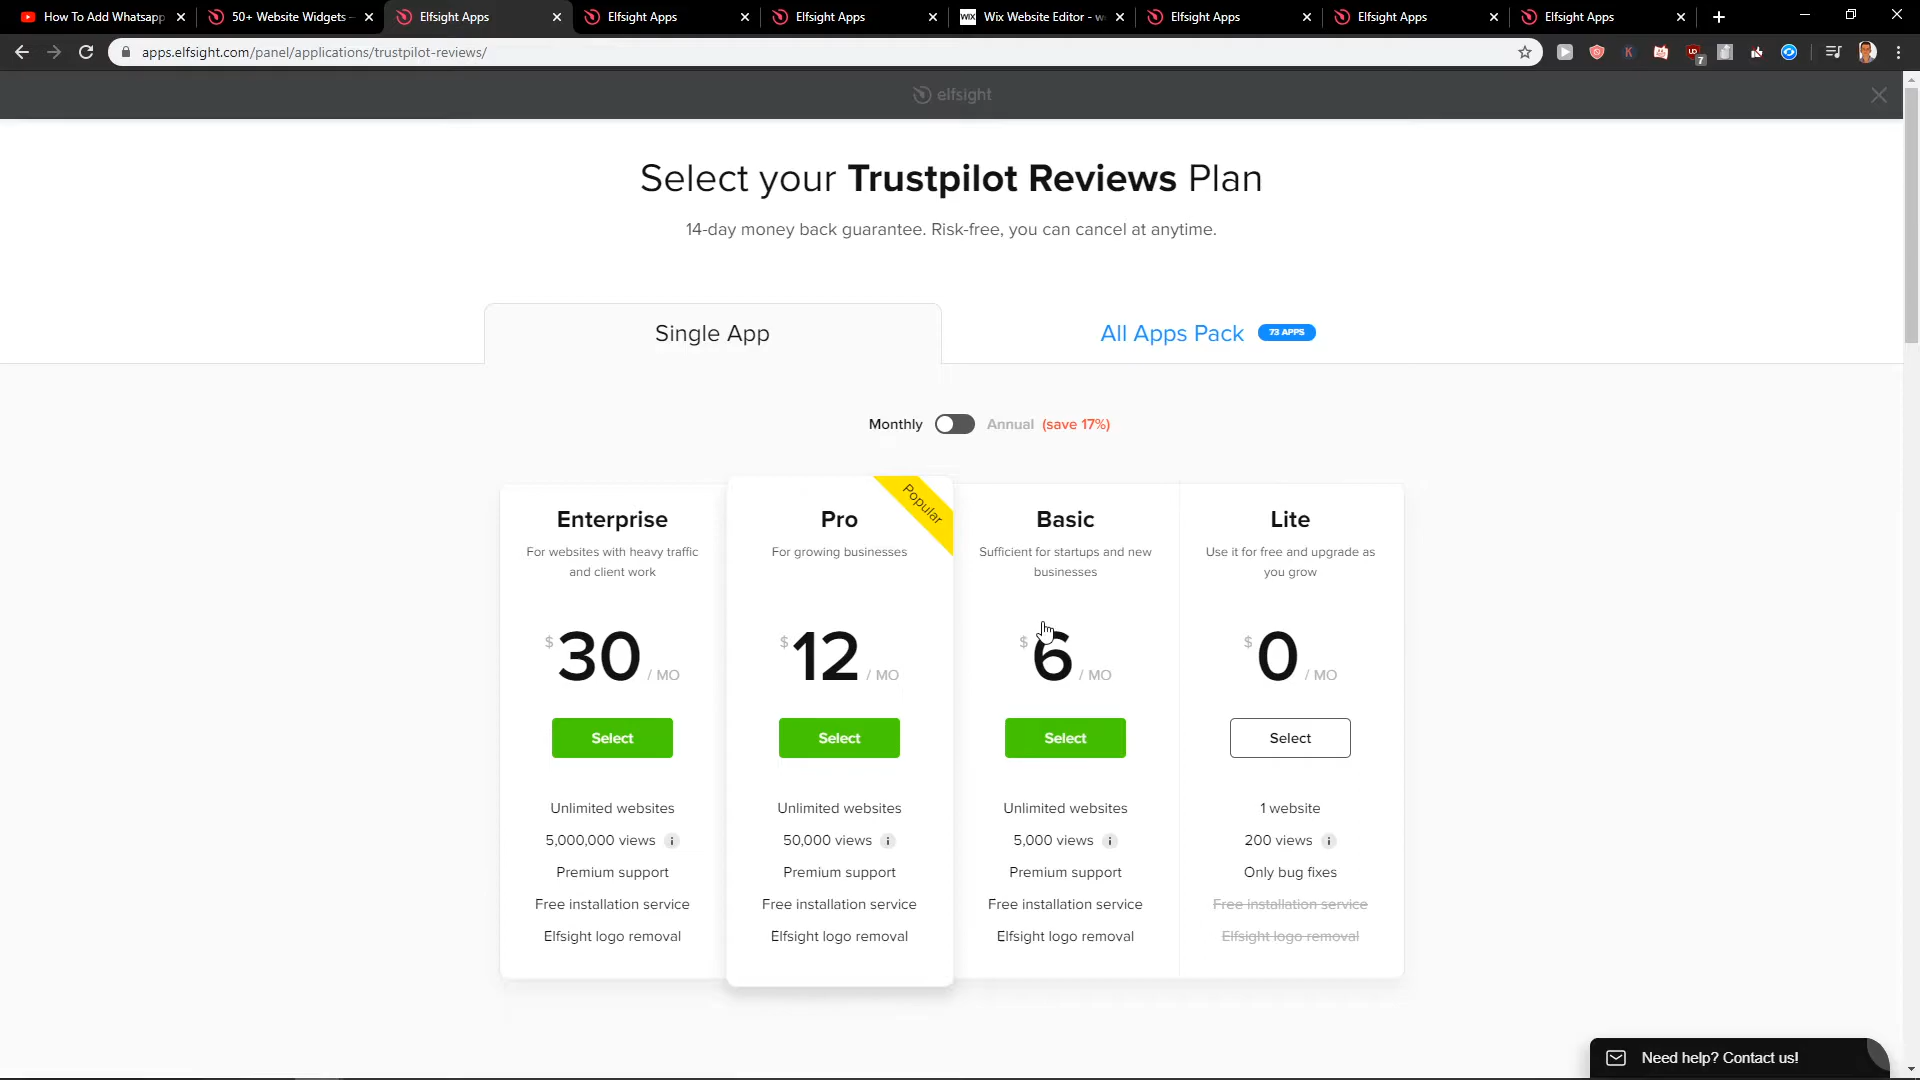 How To Add Whatsapp
50+ Website Widgets -
Elfsight Apps
Elfsight Apps
Elfsight Apps
WIX
Wix Website Editor - w
Elfsight Apps
Elfsight Apps
Elfsight Apps
apps.elfsight.com/panel/applications/trustpilot-reviews/
K
7
elfsight
Select your Trustpilot Reviews Plan
14-day money back guarantee. Risk-free, you can cancel at anytime.
Single App
All Apps Pack 73 APPS
Monthly Annual (save 17%)
Enterprise
For websites with heavy traffic
and client work
$ 30 / MO
Select
Unlimited websites
5,000,000 views i
Premium support
Free installation service
Elfsight logo removal
Popular
Pro
For growing businesses
$ 12 / MO
Select
Unlimited websites
50,000 views i
Premium support
Free installation service
Elfsight logo removal
Basic
Sufficient for startups and new
businesses
$ 6 / MO
Select
Unlimited websites
5,000 views i
Premium support
Free installation service
Elfsight logo removal
Lite
Use it for free and upgrade as
you grow
$ 0 / MO
Select
1 website
200 views i
Only bug fixes
Free installation service
Elfsight logo removal
Need help? Contact us!